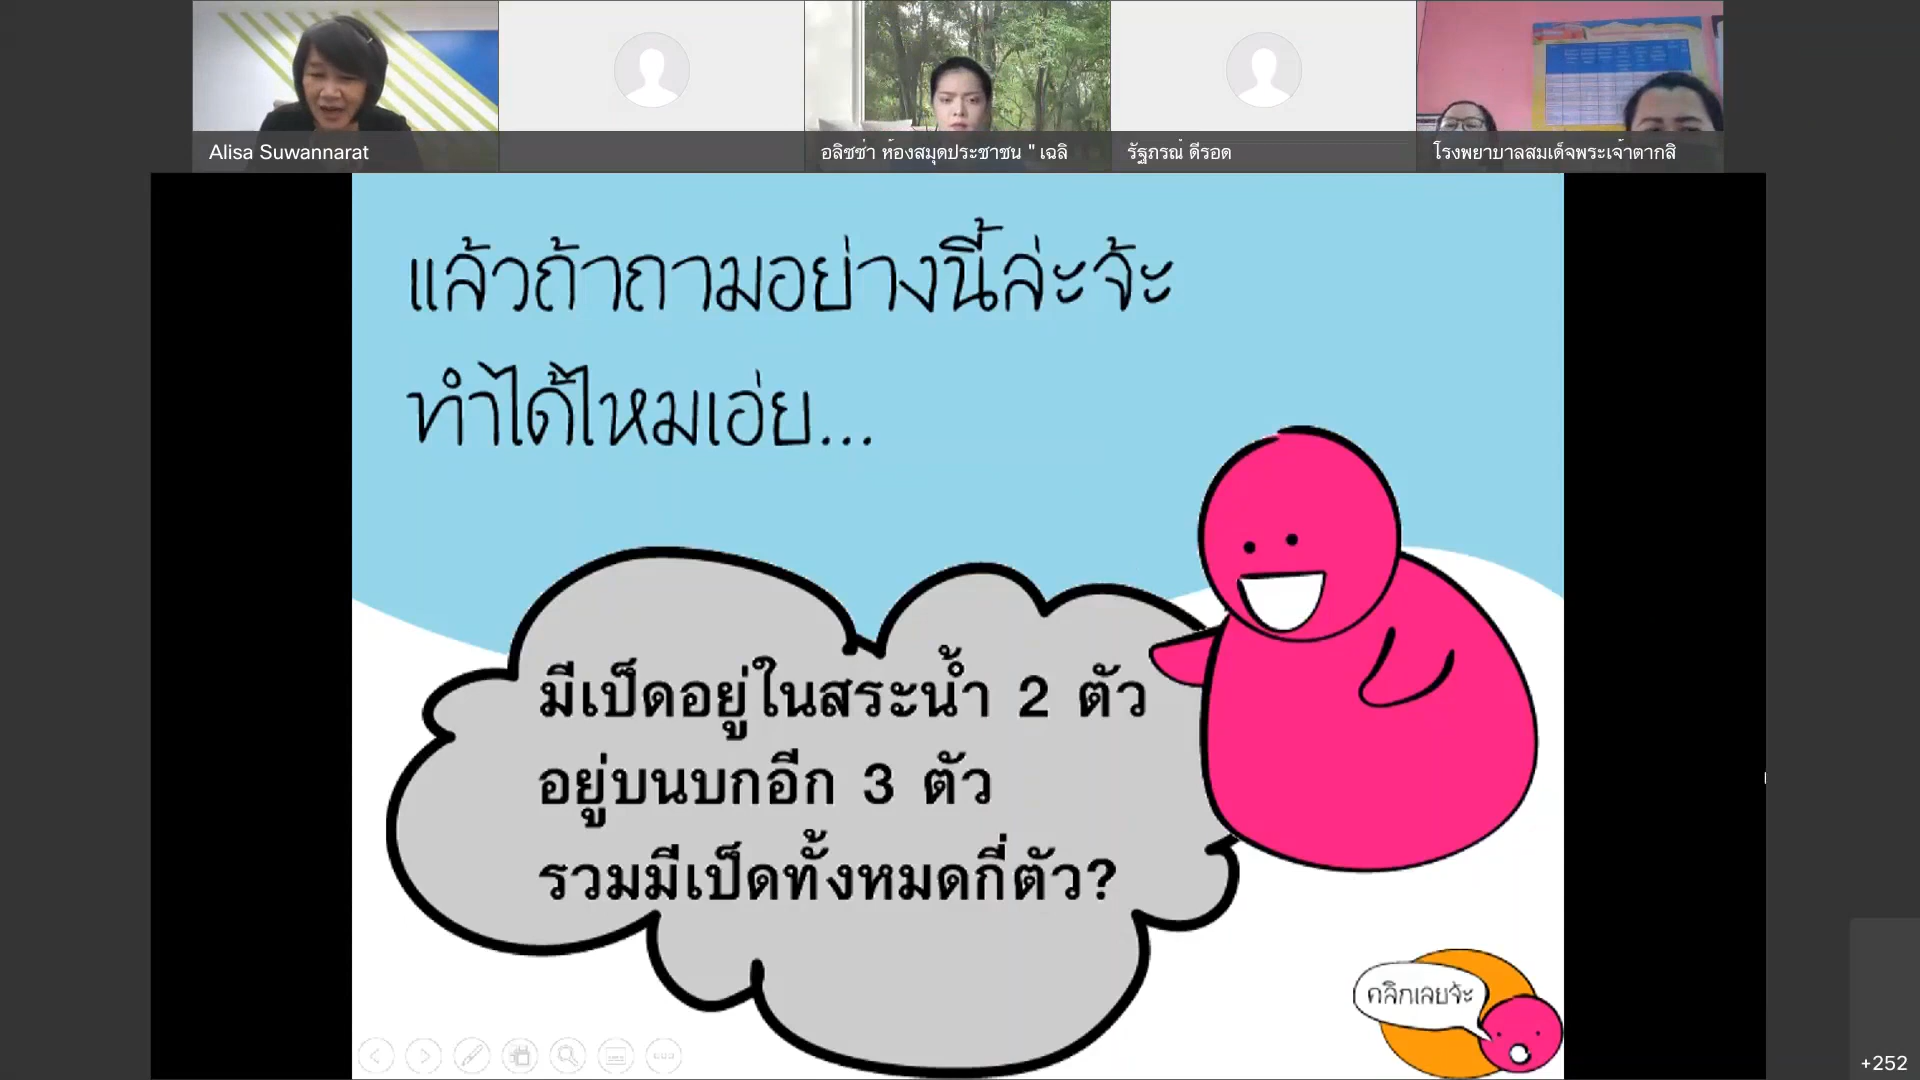 Alisa Suwannarat
อลิซซ่า ห้องสมุดประชาชน " เฉลิ
รัฐภรณ์ ดีรอด
โรงพยาบาลสมเด็จพระเจ้าตากสิ
แล้วถ้าถามอย่างนี้ล่ะจ้ะ
ทำได้ไหมเอ่ย...
มีเป็ดอยู่ในสระน้ำ 2 ตัว
อยู่บนบกอีก 3 ตัว
รวมมีเป็ดทั้งหมดกี่ตัว?
คลิกเลยจ้ะ
+252